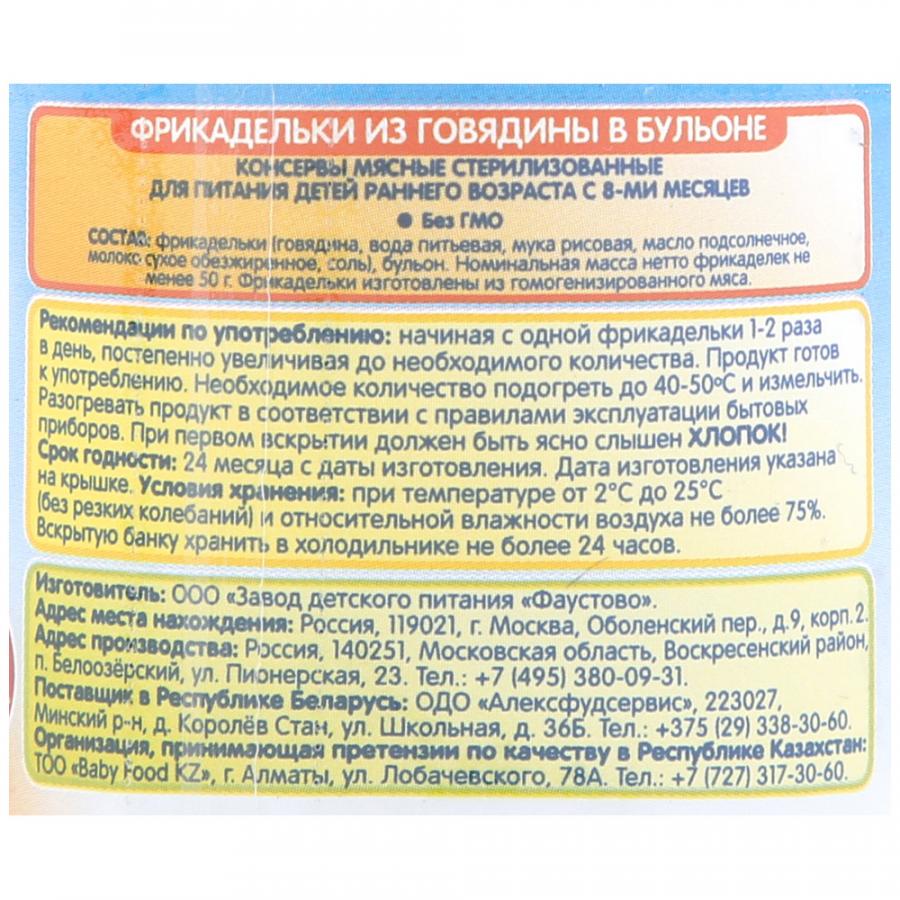 ФРИКАДЕЛЬКИ ИЗ ГОВЯДИНЫ В БУЛЬОНЕ
КОНСЕРВЫ МЯСНЫЕ СТЕРИЛИЗОВАННЫЕ
ДЛЯ ПИТАНИЯ ДЕТЕЙ РАННЕГО ВОЗРАСТА С 8-МИ МЕСЯЦЕВ
● Без ГМО
СОСТАВ: фрикадельки (говядина, вода питьевая, мука рисовая, масло подсолнечное,
молоко сухое обезжиренное, соль), бульон. Номинальная масса нетто фрикаделек не
менее 50 г. Фрикадельки изготовлены из гомогенизированного мяса.
Рекомендации по употреблению: начиная с одной фрикадельки 1-2 раза
в день, постепенно увеличивая до необходимого количества. Продукт готов
к употреблению. Необходимое количество подогреть до 40-50ºС и измельчить.
Разогревать продукт в соответствии с правилами эксплуатации бытовых
приборов. При первом вскрытии должен быть ясно слышен ХЛОПОК!
Срок годности: 24 месяца с даты изготовления. Дата изготовления указана
на крышке. Условия хранения: при температуре от 2°С до 25°С
(без резких колебаний) и относительной влажности воздуха не более 75%.
Вскрытую банку хранить в холодильнике не более 24 часов.
Изготовитель: ООО «Завод детского питания «Фаустово».
Адрес места нахождения: Россия, 119021, г. Москва, Оболенский пер., д.9, корп.2.
Адрес производства: Россия, 140251, Московская область, Воскресенский район,
п. Белоозёрский, ул. Пионерская, 23. Тел.: +7 (495) 380-09-31.
Поставщик в Республике Беларусь: ОДО «Алексфудсервис», 223027,
Минский р-н, д. Королёв Стан, ул. Школьная, д. 36Б. Тел.: +375 (29) 338-30-60.
Организация, принимающая претензии по качеству в Республике Казахстан:
ТОО «Baby Food KZ», г. Алматы, ул. Лобачевского, 78А. Тел.: +7 (727) 317-30-60.